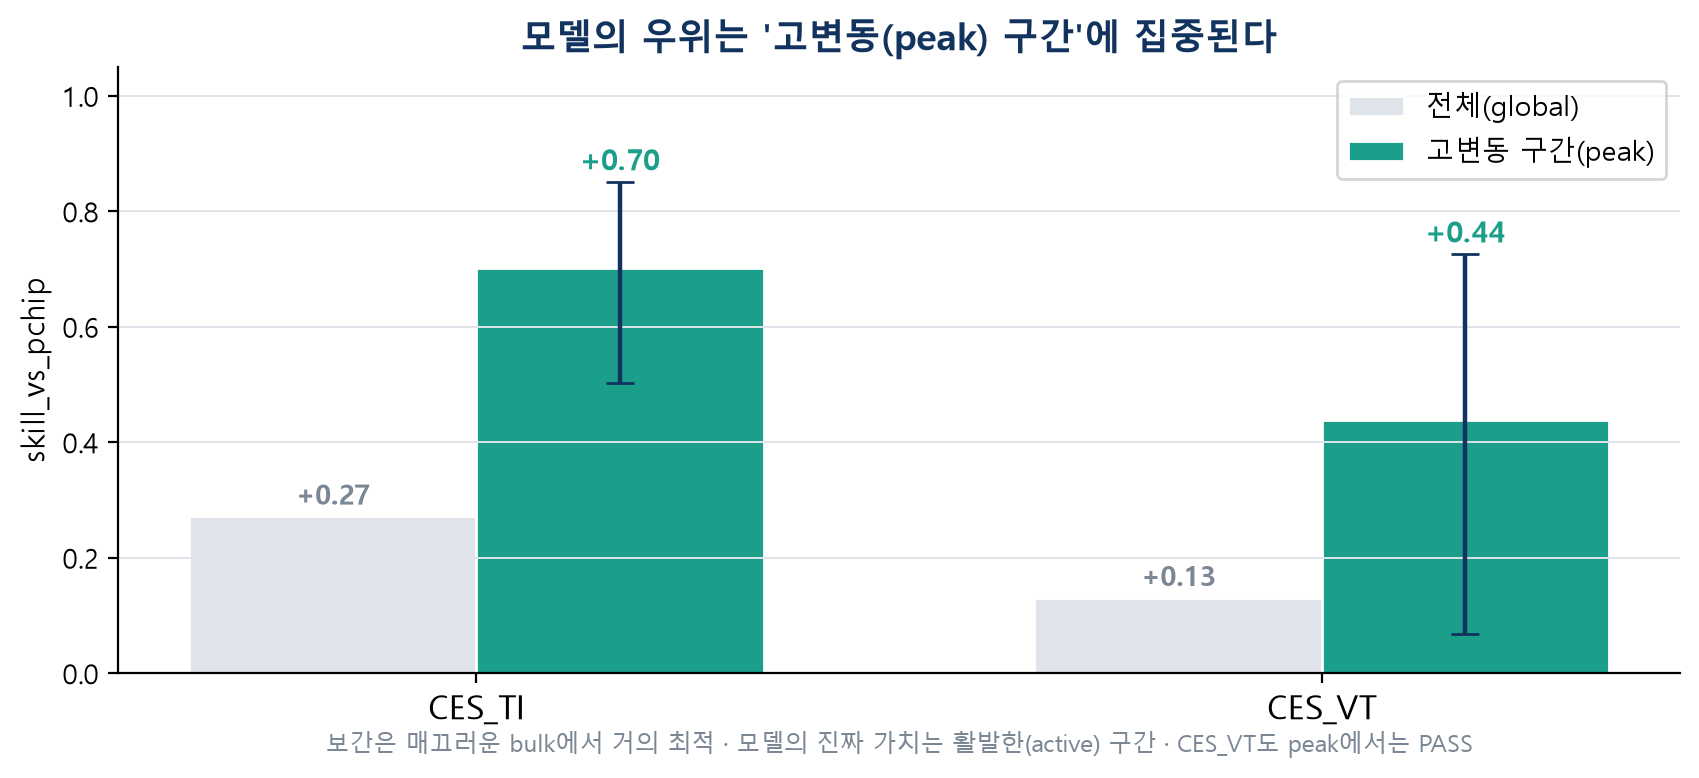 모델의 우위는 '고변동(peak) 구간'에 집중된다
전체(global)
고변동 구간(peak)
skill_vs_pchip
1.0
0.8
0.6
0.4
0.2
0.0
+0.27
+0.70
+0.13
+0.44
CES_TI
CES_VT
보간은 매끄러운 bulk에서 거의 최적 · 모델의 진짜 가치는 활발한(active) 구간 · CES_VT도 peak에서는 PASS